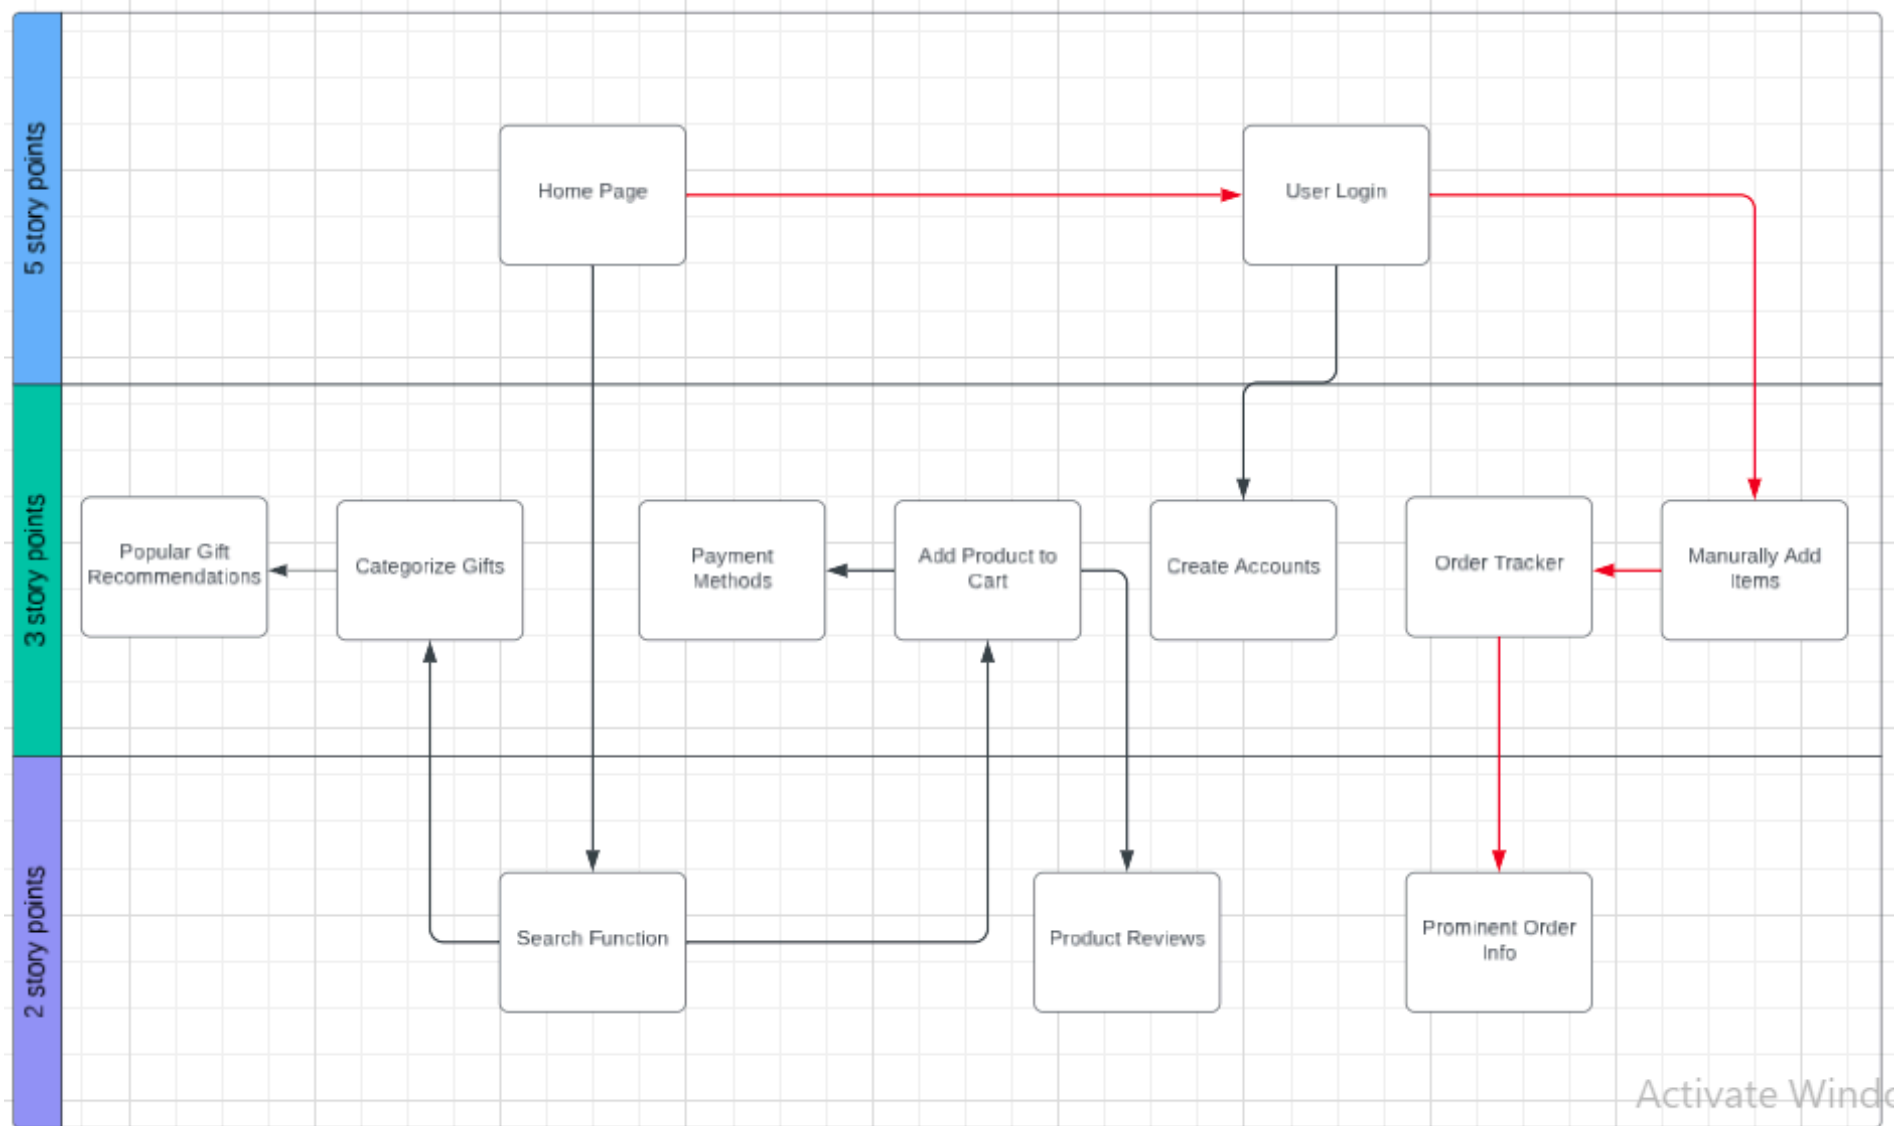 5 story points
Home Page
User Login
3 story points
Popular Gift
Recommendations
Categorize Gifts
Payment
Methods
Add Product to
Cart
Create Accounts
Order Tracker
Manurally Add
Items
2 story points
Search Function
Product Reviews
Prominent Order
Info
Activate Windo